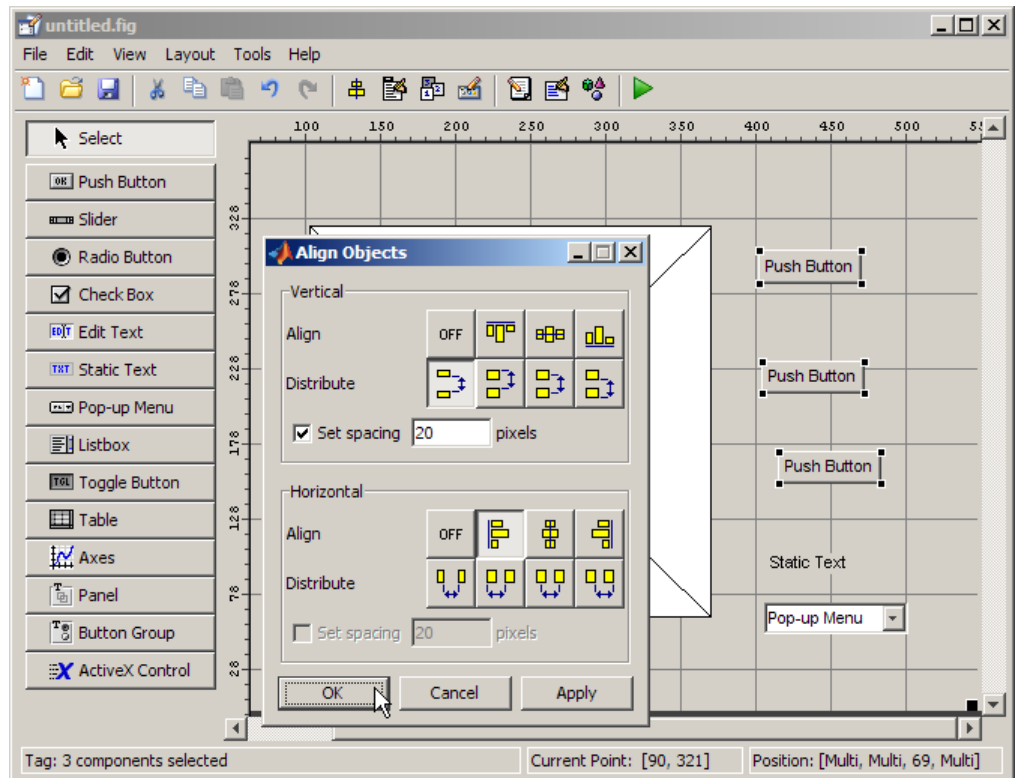 untitled.fig
File Edit View Layout Tools Help
100 150 200 250 300 350 400 450 500
Select
OK Push Button
Slider
Radio Button
Check Box
EDIT Edit Text
TXT Static Text
Pop-up Menu
Listbox
TGL Toggle Button
Table
Axes
Panel
Button Group
ActiveX Control
328
278
228
178
128
78
28
Align Objects
Vertical
Align OFF
Distribute
Set spacing 20 pixels
Horizontal
Align OFF
Distribute
Set spacing 20 pixels
OK Cancel Apply
Push Button
Push Button
Push Button
Static Text
Pop-up Menu
Tag: 3 components selected Current Point: [90, 321] Position: [Multi, Multi, 69, Multi]